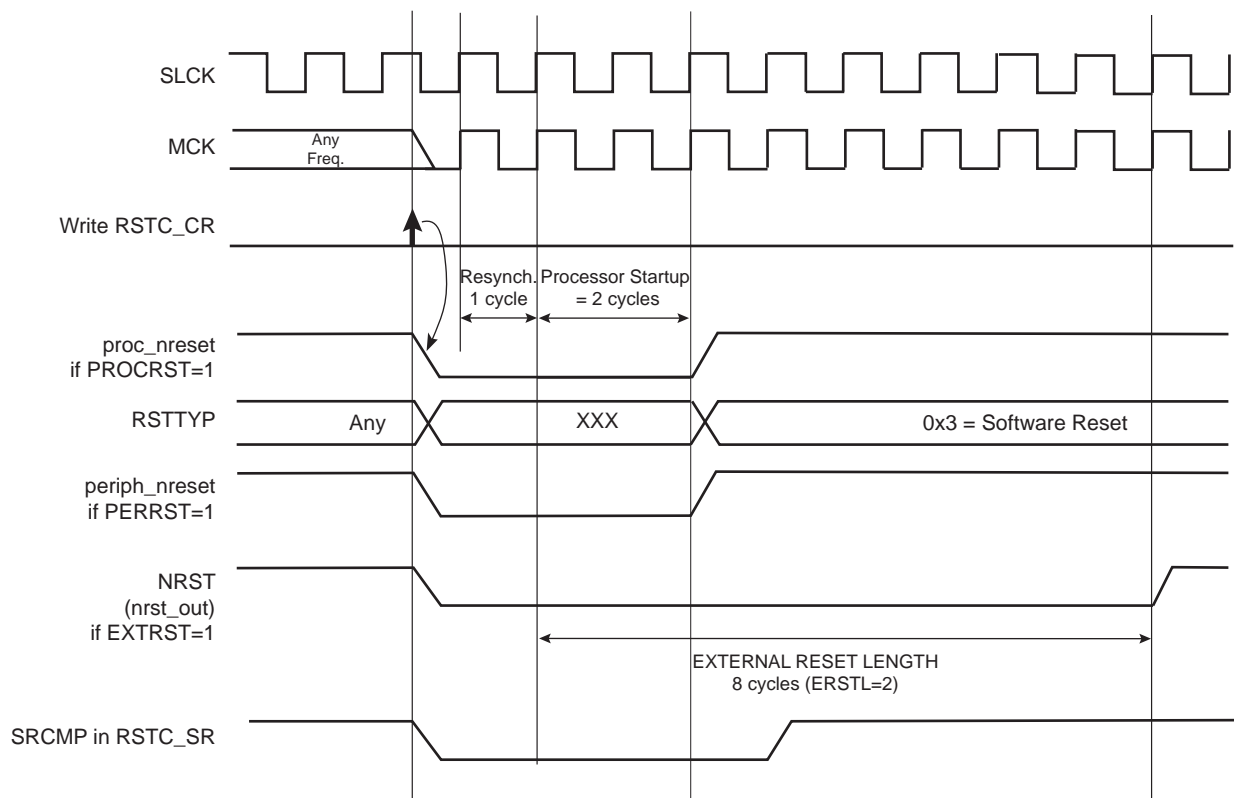 SLCK
MCK
Any
Freq.
Write RSTC_CR
Resynch.
1 cycle
Processor Startup
= 2 cycles
proc_nreset
if PROCRST=1
RSTTYP
Any
XXX
0x3 = Software Reset
periph_nreset
if PERRST=1
NRST
(nrst_out)
if EXTRST=1
EXTERNAL RESET LENGTH
8 cycles (ERSTL=2)
SRCMP in RSTC_SR